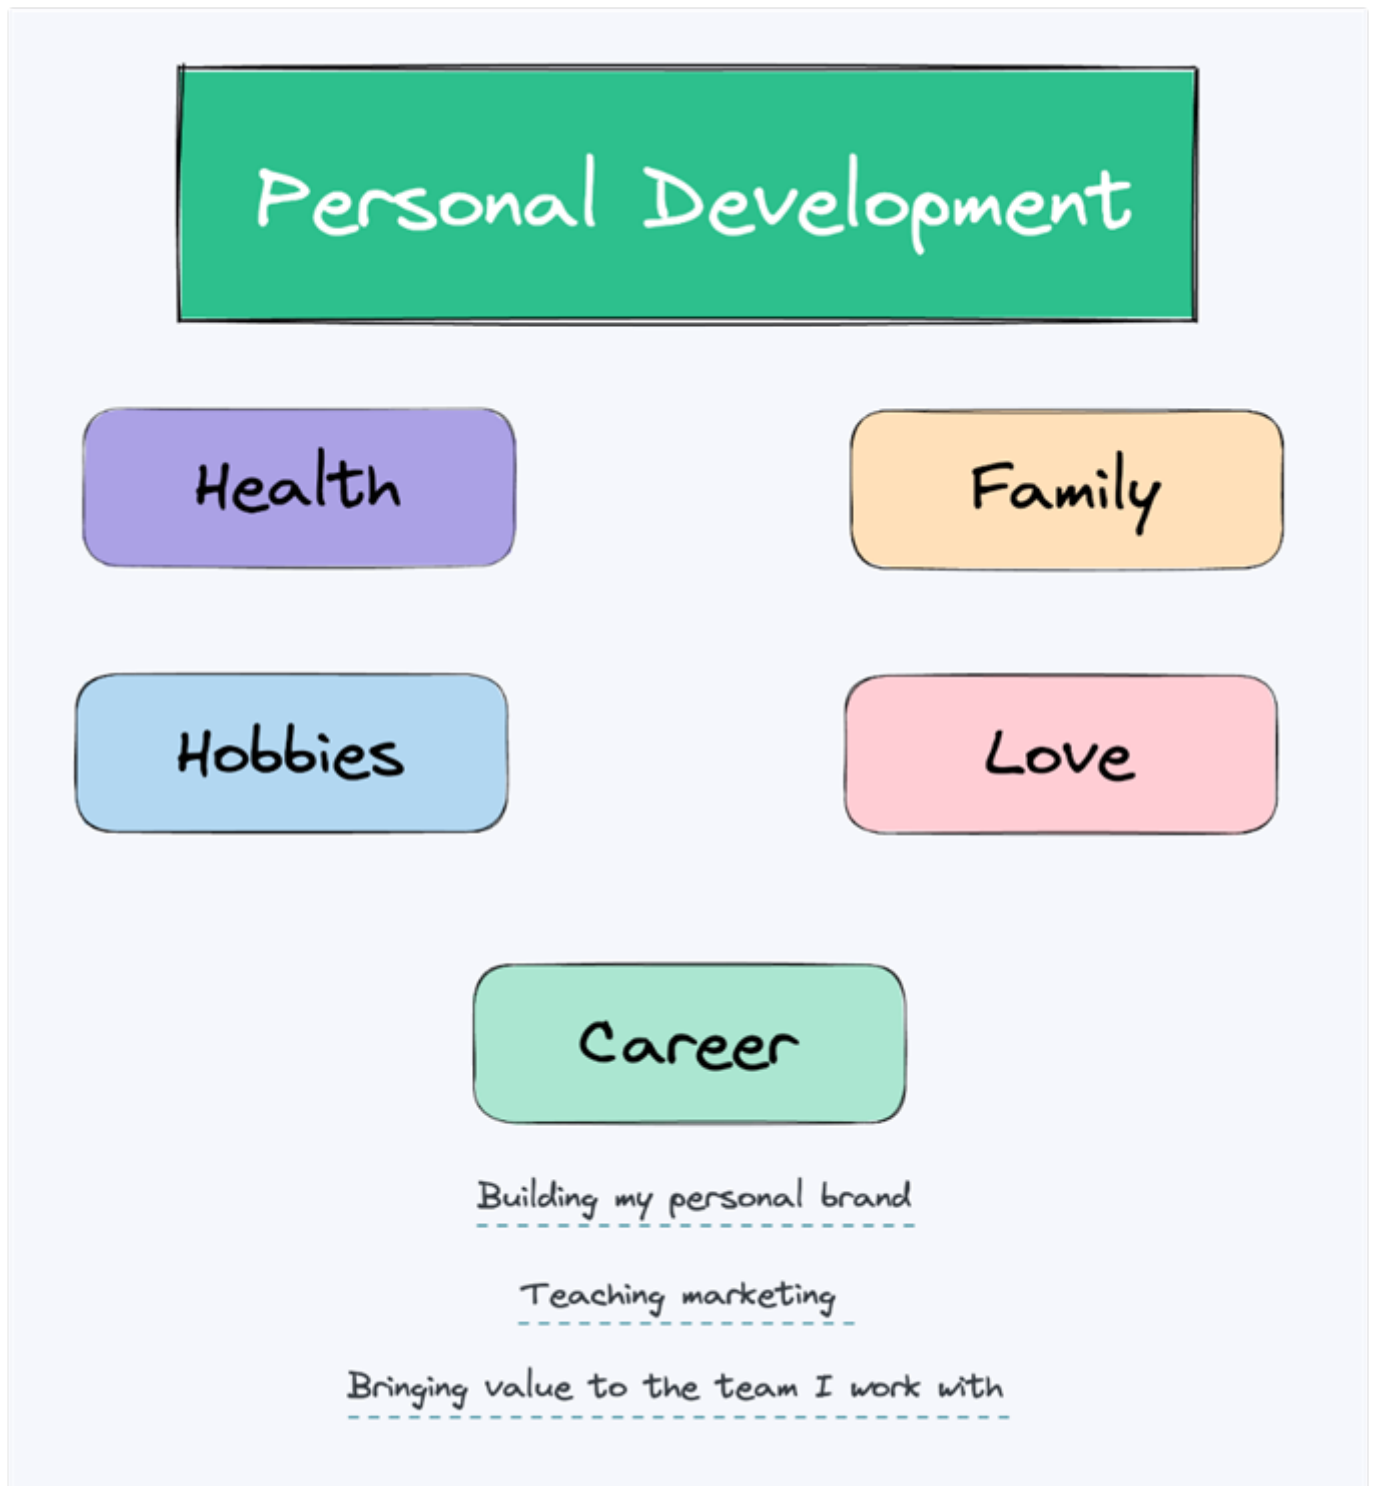 Personal Development
Health
Family
Hobbies
Love
Career
Building my personal brand
Teaching marketing
Bringing value to the team I work with